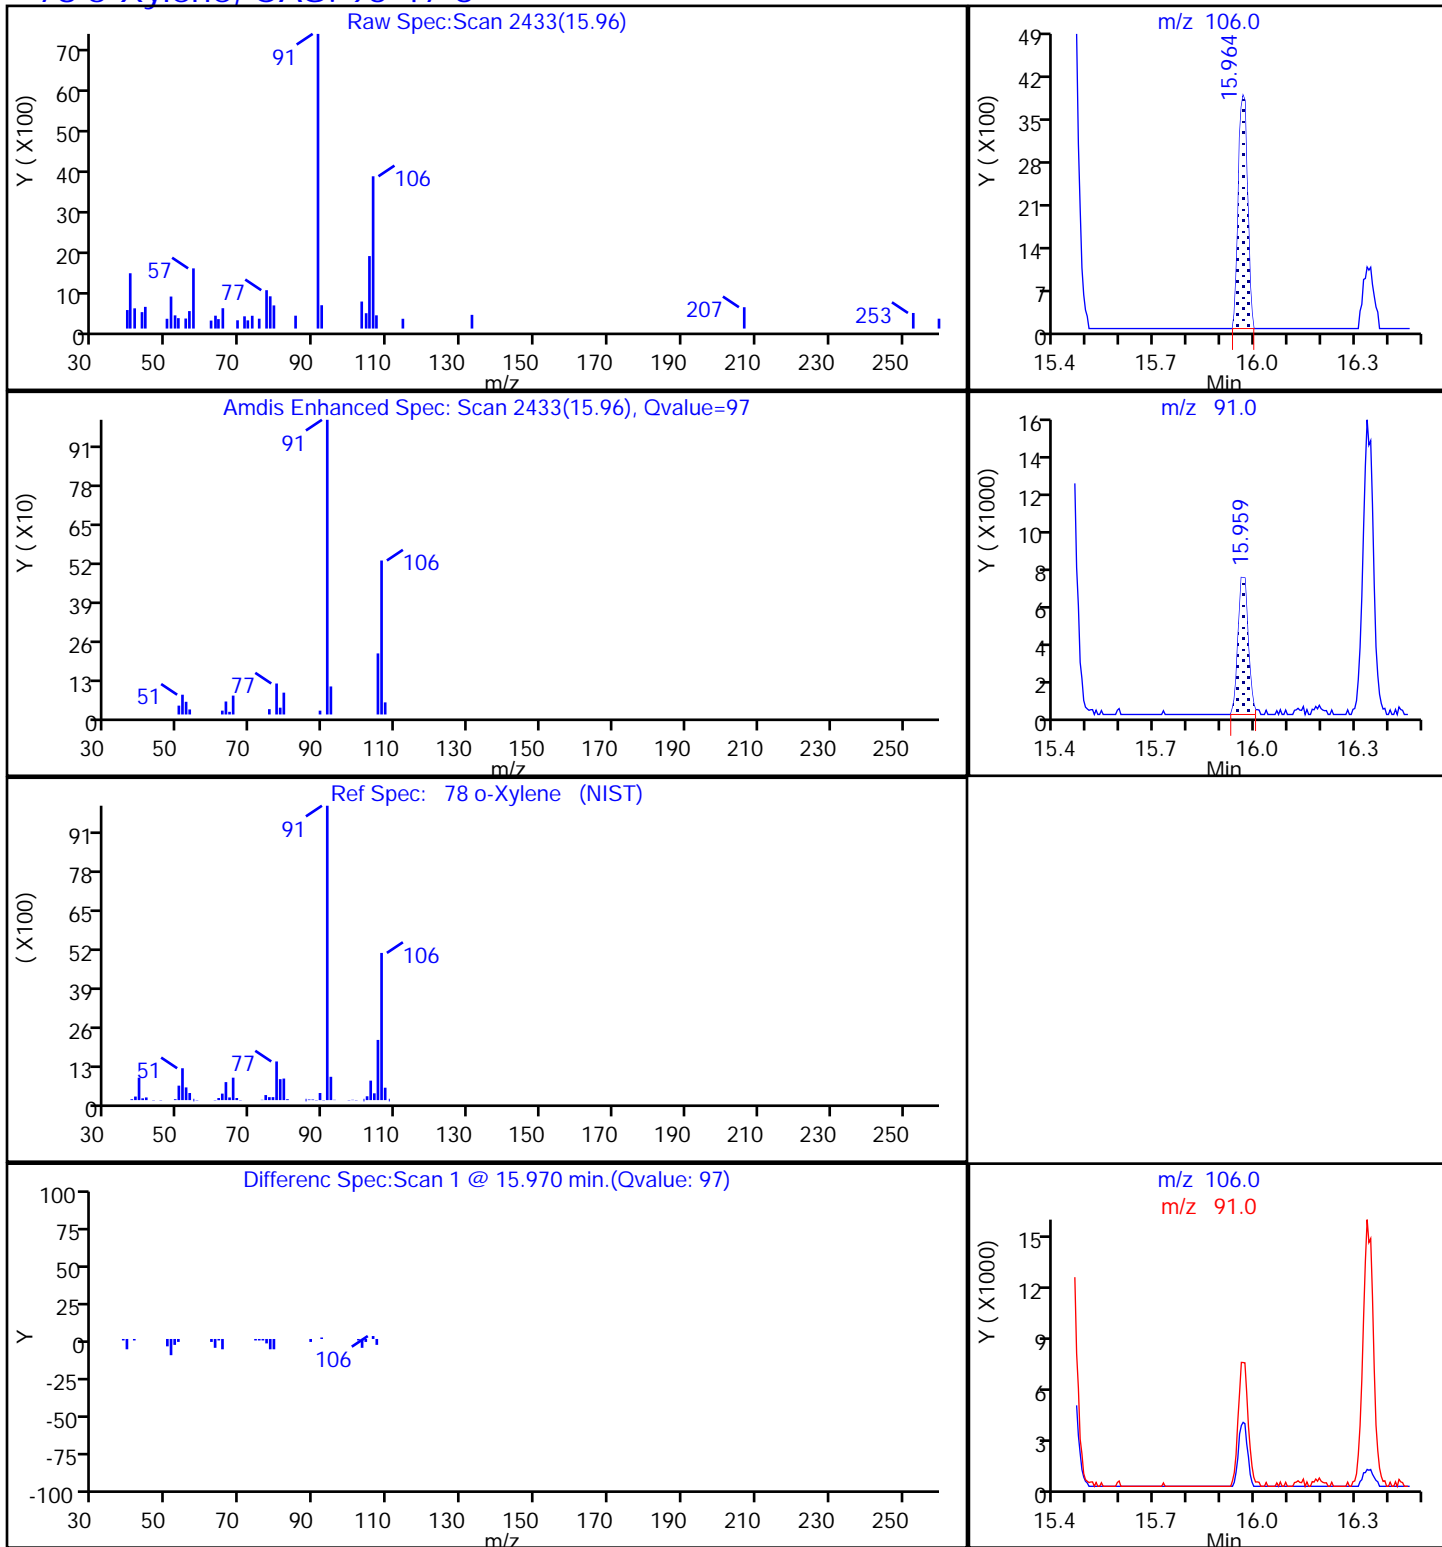 Raw Spec:Scan 2433(15.96)
Y ( X100)
70
60
50
40
30
20
10
0
91
106
57
77
207
253
30 50 70 90 110 130 150 170 190 210 230 250
m/z
m/z 106.0
Y ( X100)
49
42
35
28
21
14
7
0
15.964
15.4 15.7 16.0 16.3
Min
Amdis Enhanced Spec: Scan 2433(15.96), Qvalue=97
Y ( X10)
91
78
65
52
39
26
13
0
91
106
51
77
30 50 70 90 110 130 150 170 190 210 230 250
m/z
m/z 91.0
Y ( X1000)
16
14
12
10
8
6
4
2
0
15.959
15.4 15.7 16.0 16.3
Min
Ref Spec: 78 o-Xylene (NIST)
( X100)
91
78
65
52
39
26
13
0
91
106
51
77
30 50 70 90 110 130 150 170 190 210 230 250
Differenc Spec:Scan 1 @ 15.970 min.(Qvalue: 97)
Y
100
75
50
25
0
-25
-50
-75
-100
106
30 50 70 90 110 130 150 170 190 210 230 250
m/z
m/z 106.0
m/z 91.0
Y ( X1000)
15
12
9
6
3
0
15.4 15.7 16.0 16.3
Min